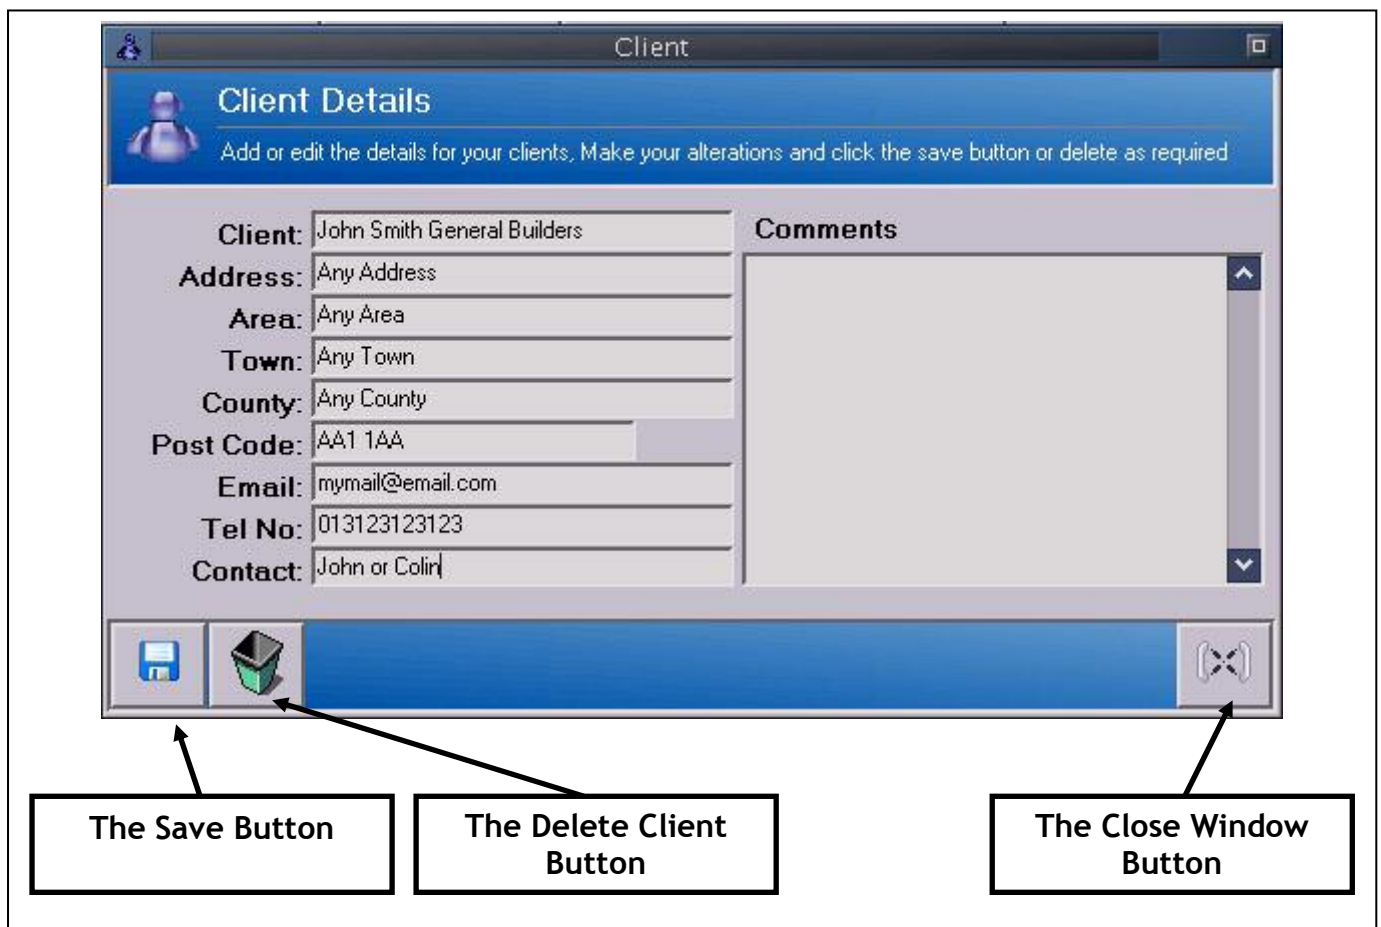 Client
Client Details
Add or edit the details for your clients, Make your alterations and click the save button or delete as required
Client: John Smith General Builders
Address: Any Address
Area: Any Area
Town: Any Town
County: Any County
Post Code: AA1 1AA
Email: mymail@email.com
Tel No: 013123123123
Contact: John or Colin
Comments
The Save Button
The Delete Client
Button
The Close Window
Button